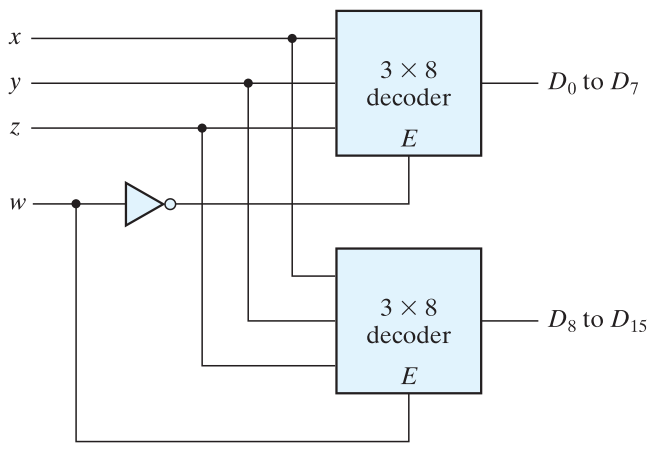 x
y
z
w
3 × 8
decoder
E
D₀ to D₇
3 × 8
decoder
E
D₈ to D₁₅